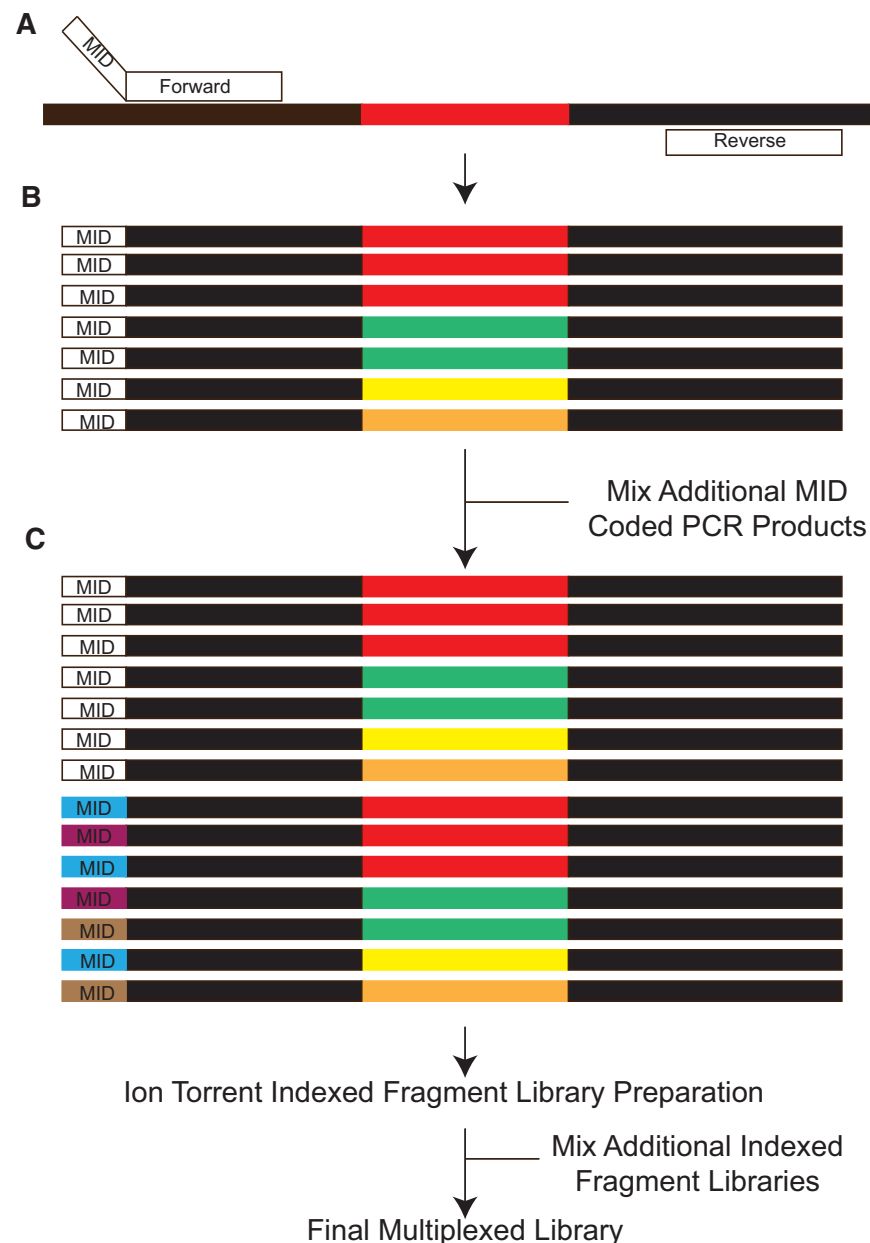 A
MID
Forward
Reverse
B
MID
MID
MID
MID
MID
MID
MID
Mix Additional MID
Coded PCR Products
C
MID
MID
MID
MID
MID
MID
MID
MID
MID
MID
MID
MID
MID
MID
Ion Torrent Indexed Fragment Library Preparation
Mix Additional Indexed
Fragment Libraries
Final Multiplexed Library